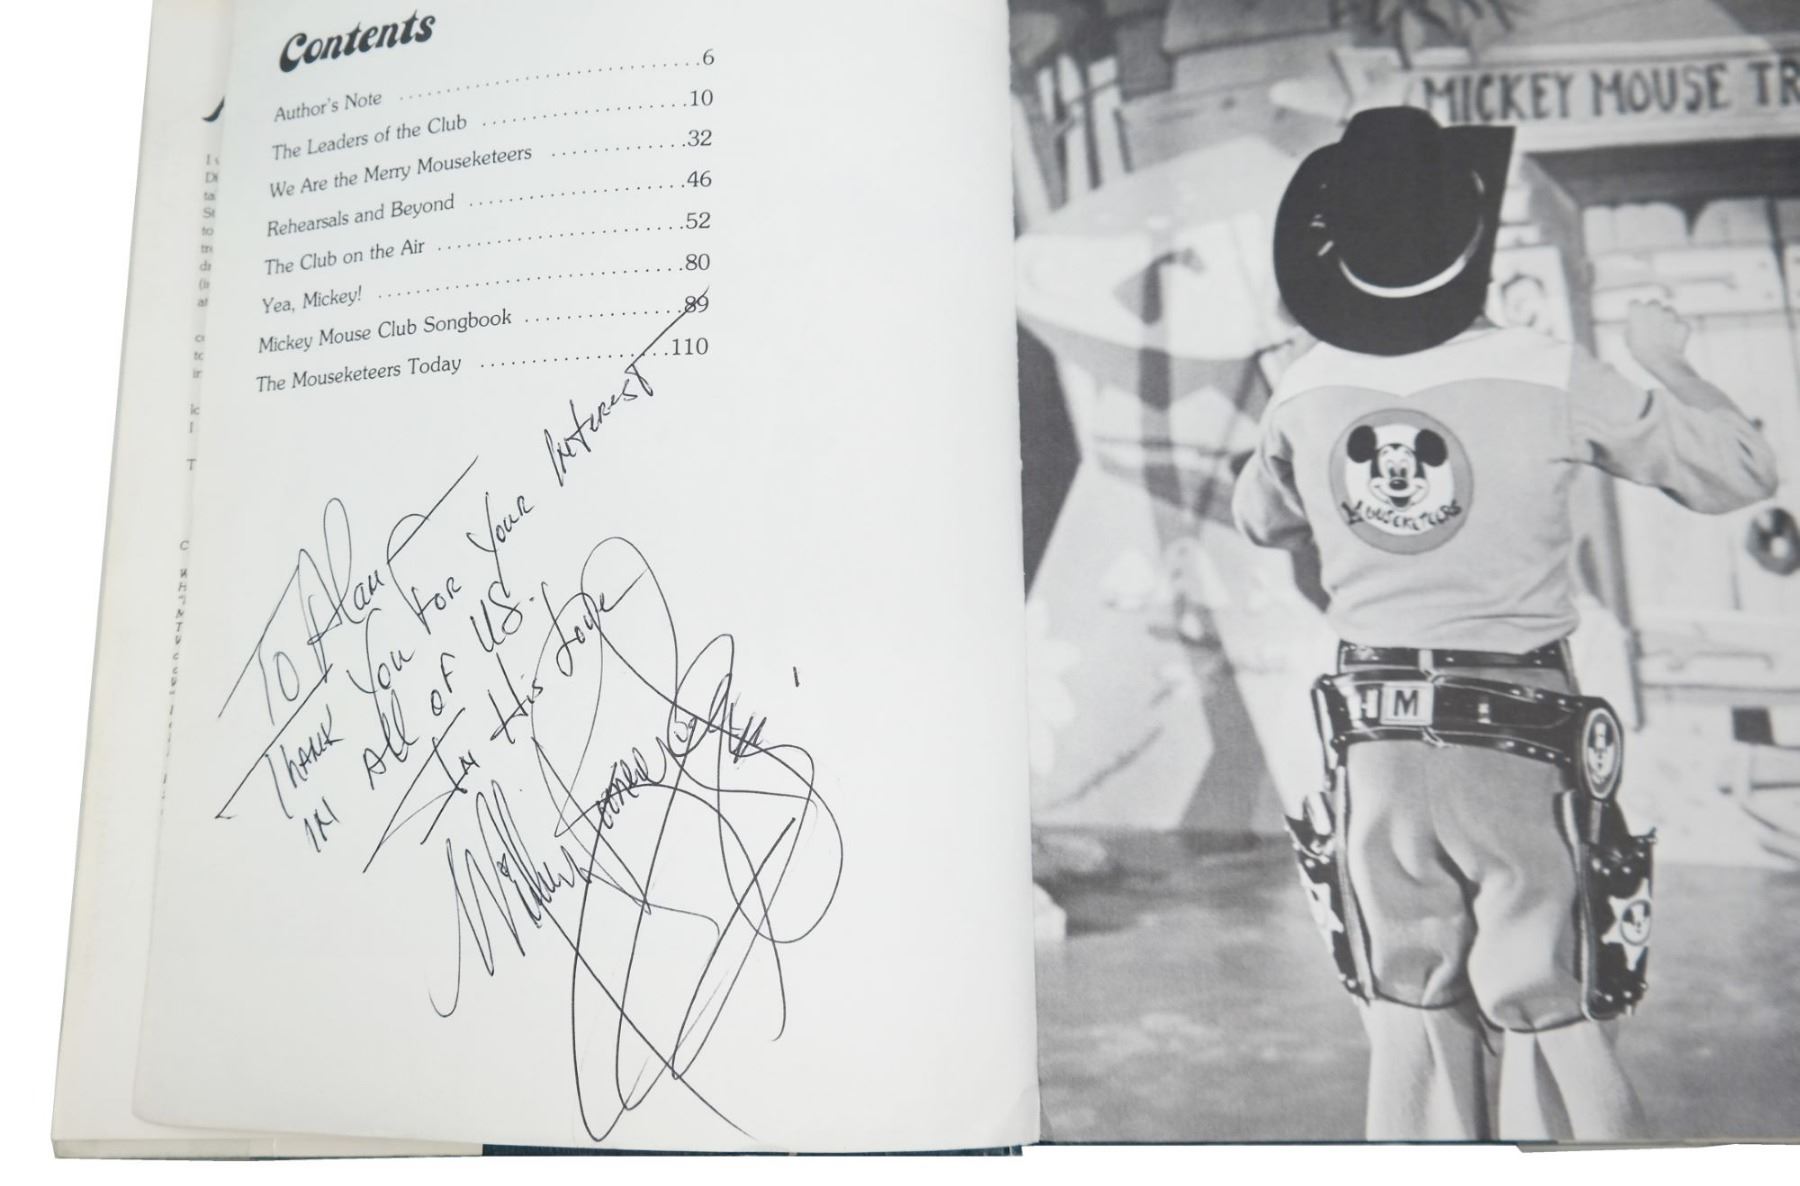 Contents
Author's Note ........ 6
The Leaders of the Club ........ 10
We Are the Merry Mouseketeers ........ 32
Rehearsals and Beyond ........ 46
The Club on the Air ........ 52
Yea, Mickey! ........ 80
Mickey Mouse Club Songbook ........ 89
The Mouseketeers Today ........ 110
To Alan
Thank You for your interest
in all of us.
In His Love
MICKEY MOUSE TR
MOUSEKETEERS
M